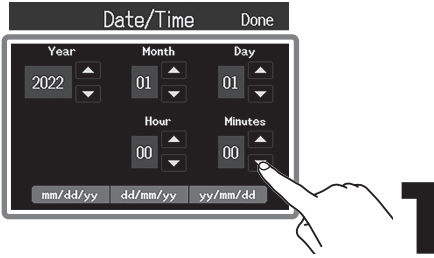 Date/Time Done
Year Month Day
2022 01 01
Hour Minutes
00 00
mm/dd/yy dd/mm/yy yy/mm/dd
1